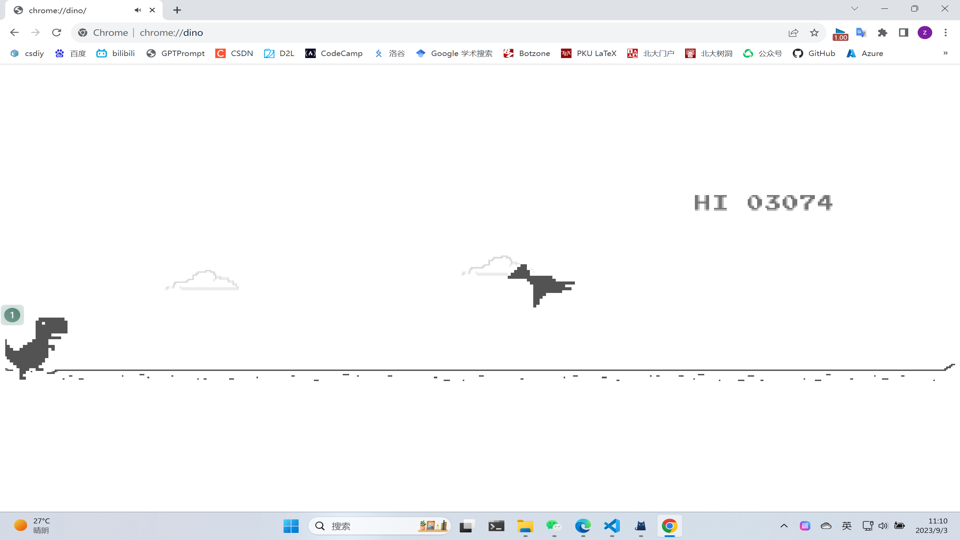 chrome://dino/
Chrome | chrome://dino
1.00
z
csdiy 百度 bilibili GPTPrompt CSDN D2L CodeCamp 洛谷 Google 学术搜索 Botzone PKU LaTeX 北大门户 北大树洞 公众号 GitHub Azure »
HI 03074
1
27°C
晴朗
搜索
英
11:10
2023/9/3